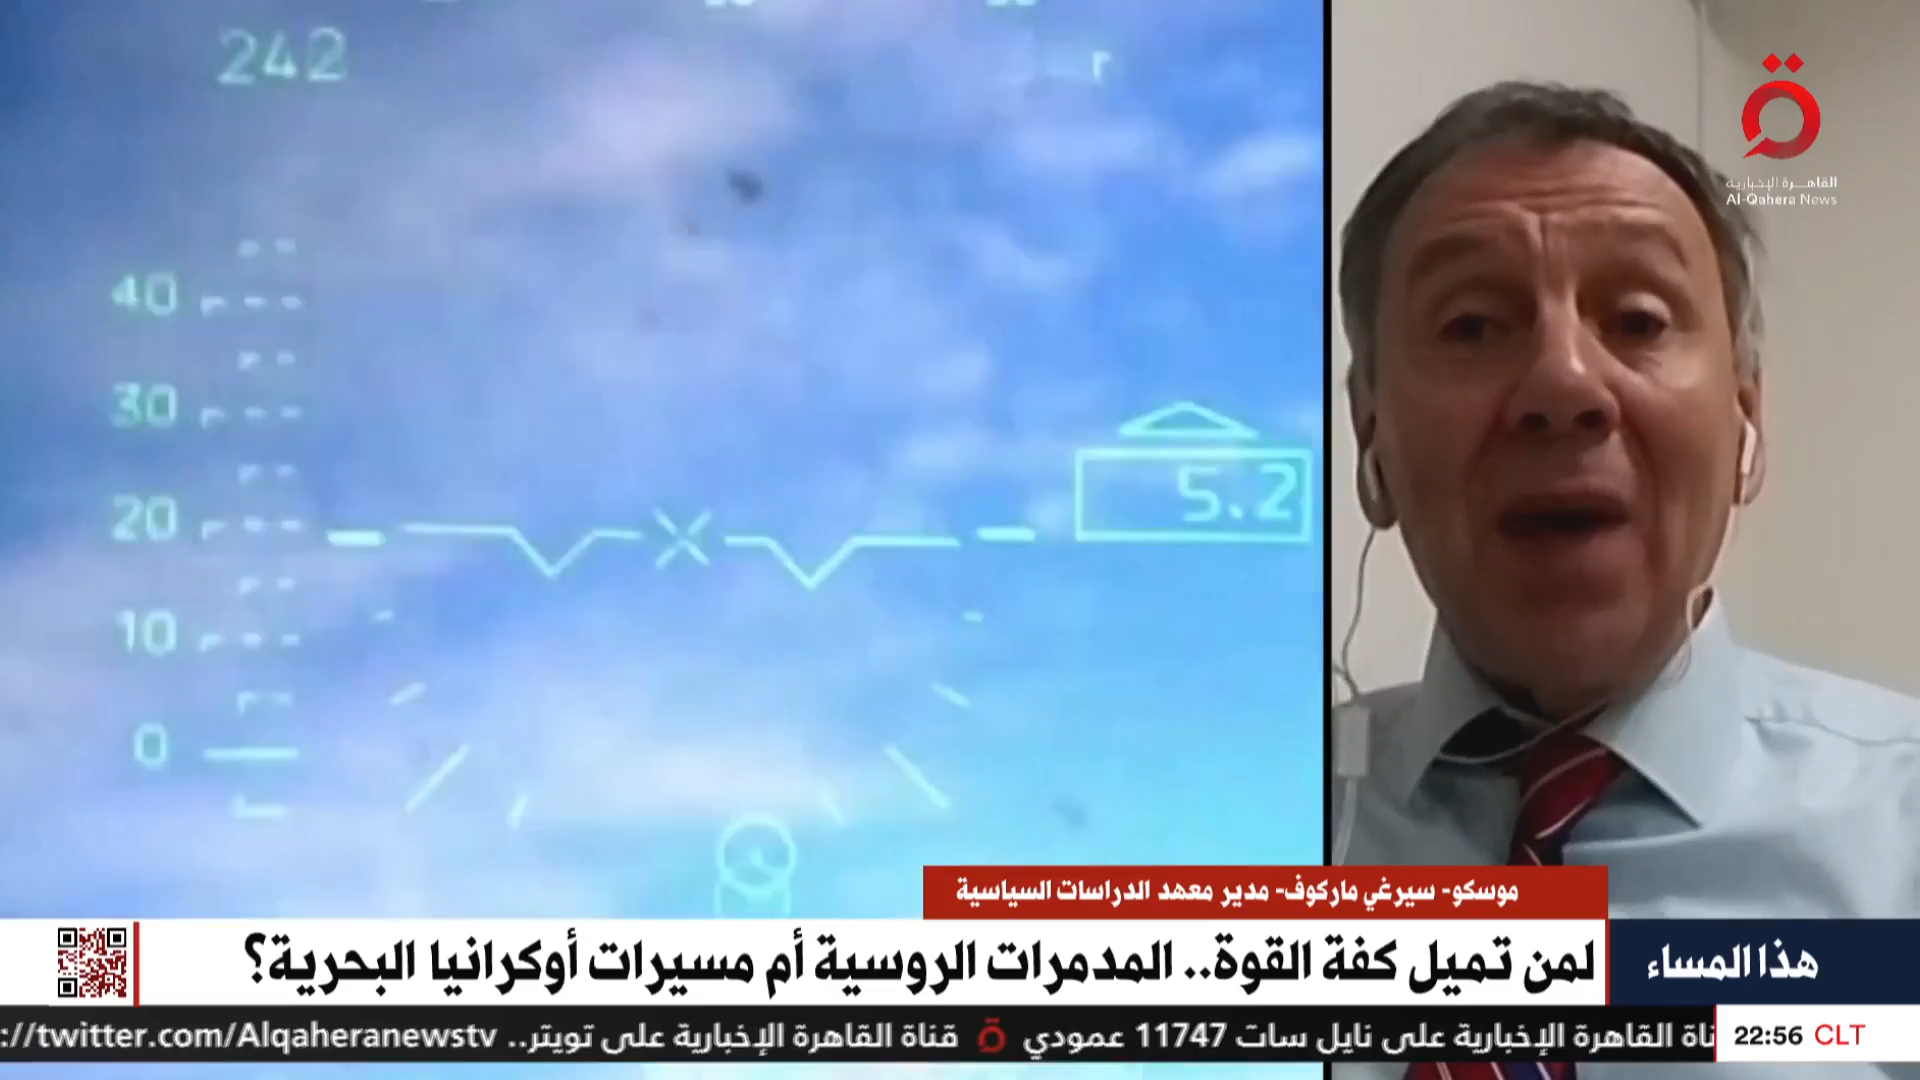 242
r
40
30
20
10
0
5.2
القاهـــرة الإخبارية
Al-Qahera News
موسكو- سيرغي ماركوف- مدير معهد الدراسات السياسية
هذا المساء
لمن تميل كفة القوة.. المدمرات الروسية أم مسيرات أوكرانيا البحرية؟
القاهرة الإخبارية على نايل سات 11747 عمودي قناة القاهرة الإخبارية على تويتر.. ://twitter.com/Alqaheranewstv
22:56 CLT